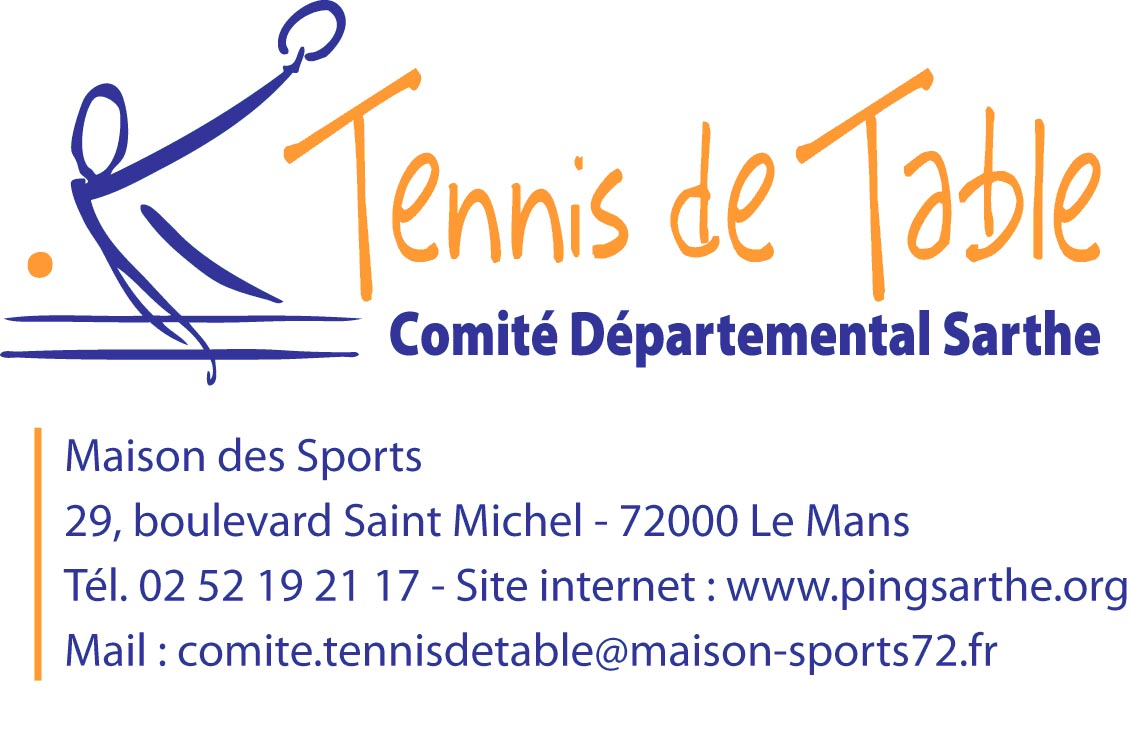 Tennis de Table
Comité Départemental Sarthe
Maison des Sports
29, boulevard Saint Michel - 72000 Le Mans
Tél. 02 52 19 21 17 - Site internet : www.pingsarthe.org
Mail : comite.tennisdetable@maison-sports72.fr